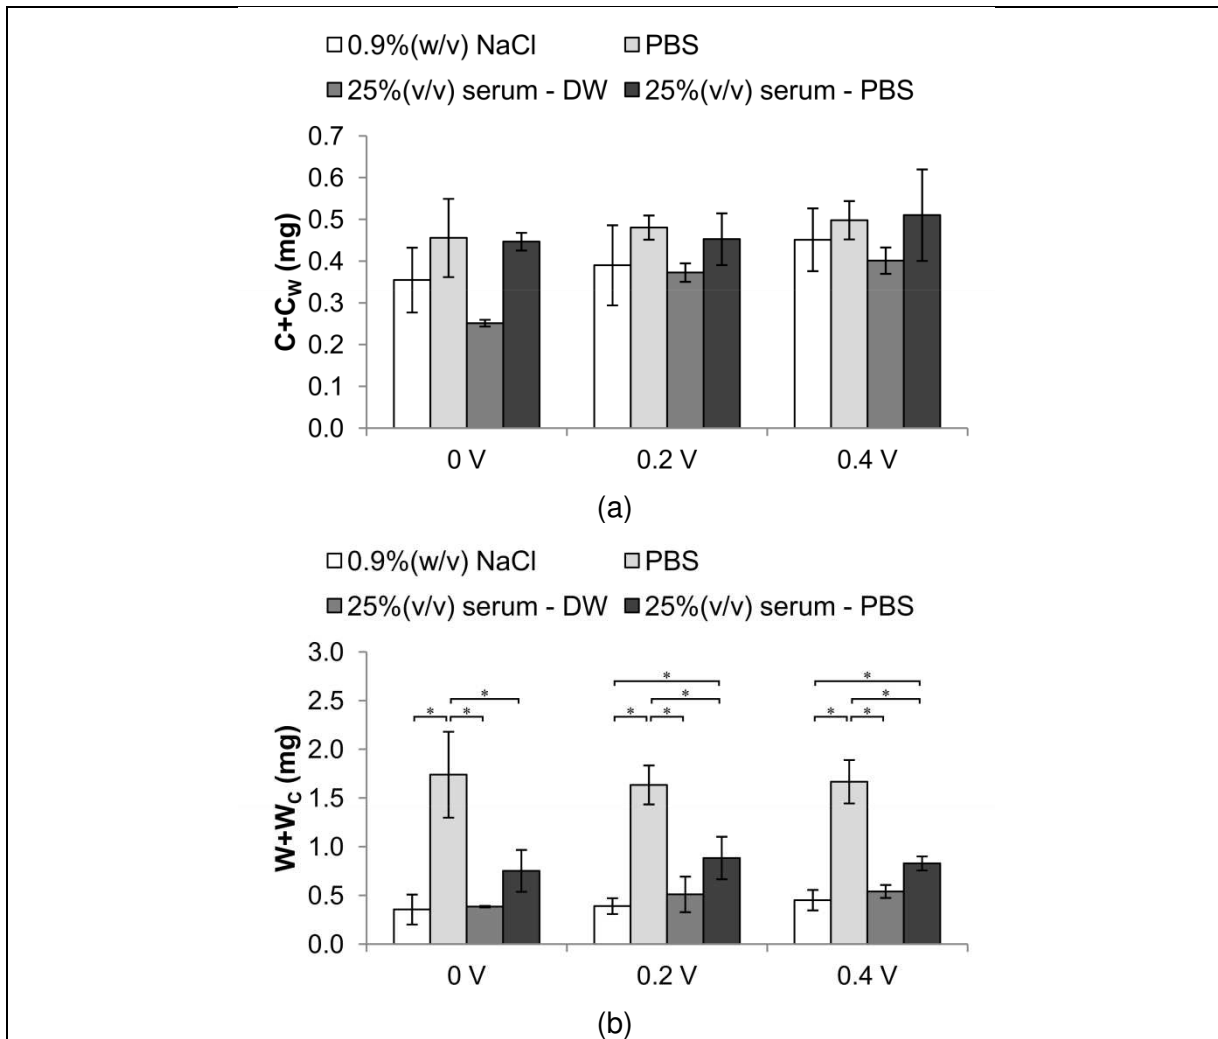 0.9%(w/v) NaCl PBS
25%(v/v) serum - DW 25%(v/v) serum - PBS
0.7
0.6
0.5
0.4
0.3
0.2
0.1
0.0
C+C_W (mg)
0 V 0.2 V 0.4 V
(a)
0.9%(w/v) NaCl PBS
25%(v/v) serum - DW 25%(v/v) serum - PBS
3.0
* *
2.5
* * *
* * * * * *
2.0
1.5
1.0
0.5
0.0
W+W_C (mg)
0 V 0.2 V 0.4 V
(b)